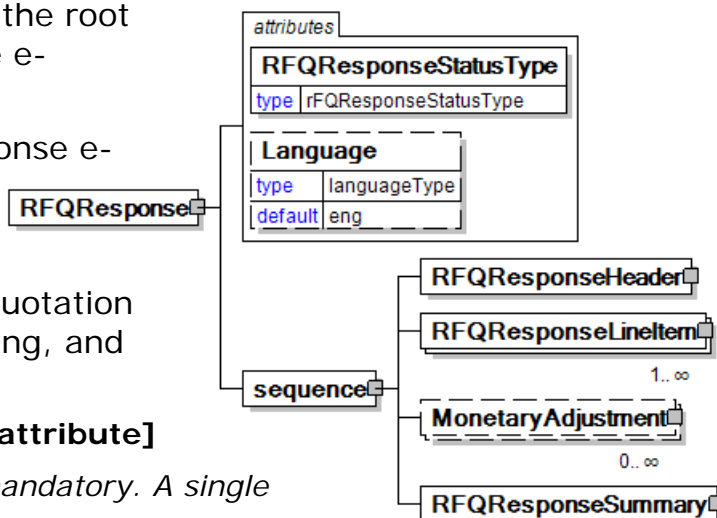 the root
e-
onse e-
uotation
ng, and
attribute]
mandatory. A single
attributes
RFQResponseStatusType
type rFQResponseStatusType
Language
type languageType
default eng
RFQResponse
sequence
RFQResponseHeader
RFQResponseLineItem
1.. ∞
MonetaryAdjustment
0.. ∞
RFQResponseSummary